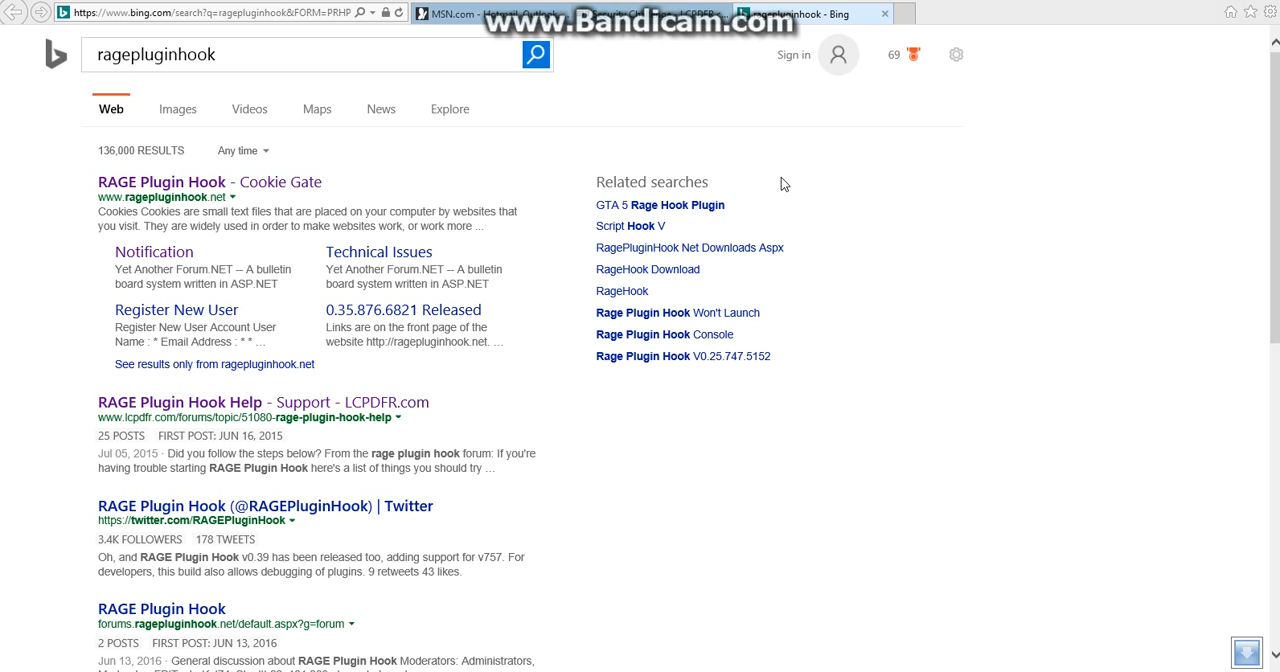 https://www.bing.com/search?q=ragepluginhook&FORM=PRHP
MSN.com - Hotmail, Outlook
LCPDFR.c...
ragepluginhook - Bing
www.Bandicam.com
ragepluginhook
Sign in
69
Web Images Videos Maps News Explore
136,000 RESULTS Any time
RAGE Plugin Hook - Cookie Gate
www.ragepluginhook.net
Cookies Cookies are small text files that are placed on your computer by websites that
you visit. They are widely used in order to make websites work, or work more ...
Notification
Yet Another Forum.NET -- A bulletin
board system written in ASP.NET
Technical Issues
Yet Another Forum.NET -- A bulletin
board system written in ASP.NET
Register New User
Register New User Account User
Name : * Email Address : * * ...
0.35.876.6821 Released
Links are on the front page of the
website http://ragepluginhook.net. ...
See results only from ragepluginhook.net
RAGE Plugin Hook Help - Support - LCPDFR.com
www.lcpdfr.com/forums/topic/51080-rage-plugin-hook-help
25 POSTS FIRST POST: JUN 16, 2015
Jul 05, 2015 · Did you follow the steps below? From the rage plugin hook forum: If you're
having trouble starting RAGE Plugin Hook here's a list of things you should try ...
RAGE Plugin Hook (@RAGEPluginHook) | Twitter
https://twitter.com/RAGEPluginHook
3.4K FOLLOWERS 178 TWEETS
Oh, and RAGE Plugin Hook v0.39 has been released too, adding support for v757. For
developers, this build also allows debugging of plugins. 9 retweets 43 likes.
RAGE Plugin Hook
forums.ragepluginhook.net/default.aspx?g=forum
2 POSTS FIRST POST: JUN 13, 2016
Jun 13, 2016 · General discussion about RAGE Plugin Hook Moderators: Administrators,
Related searches
GTA 5 Rage Hook Plugin
Script Hook V
RagePluginHook Net Downloads Aspx
RageHook Download
RageHook
Rage Plugin Hook Won't Launch
Rage Plugin Hook Console
Rage Plugin Hook V0.25.747.5152